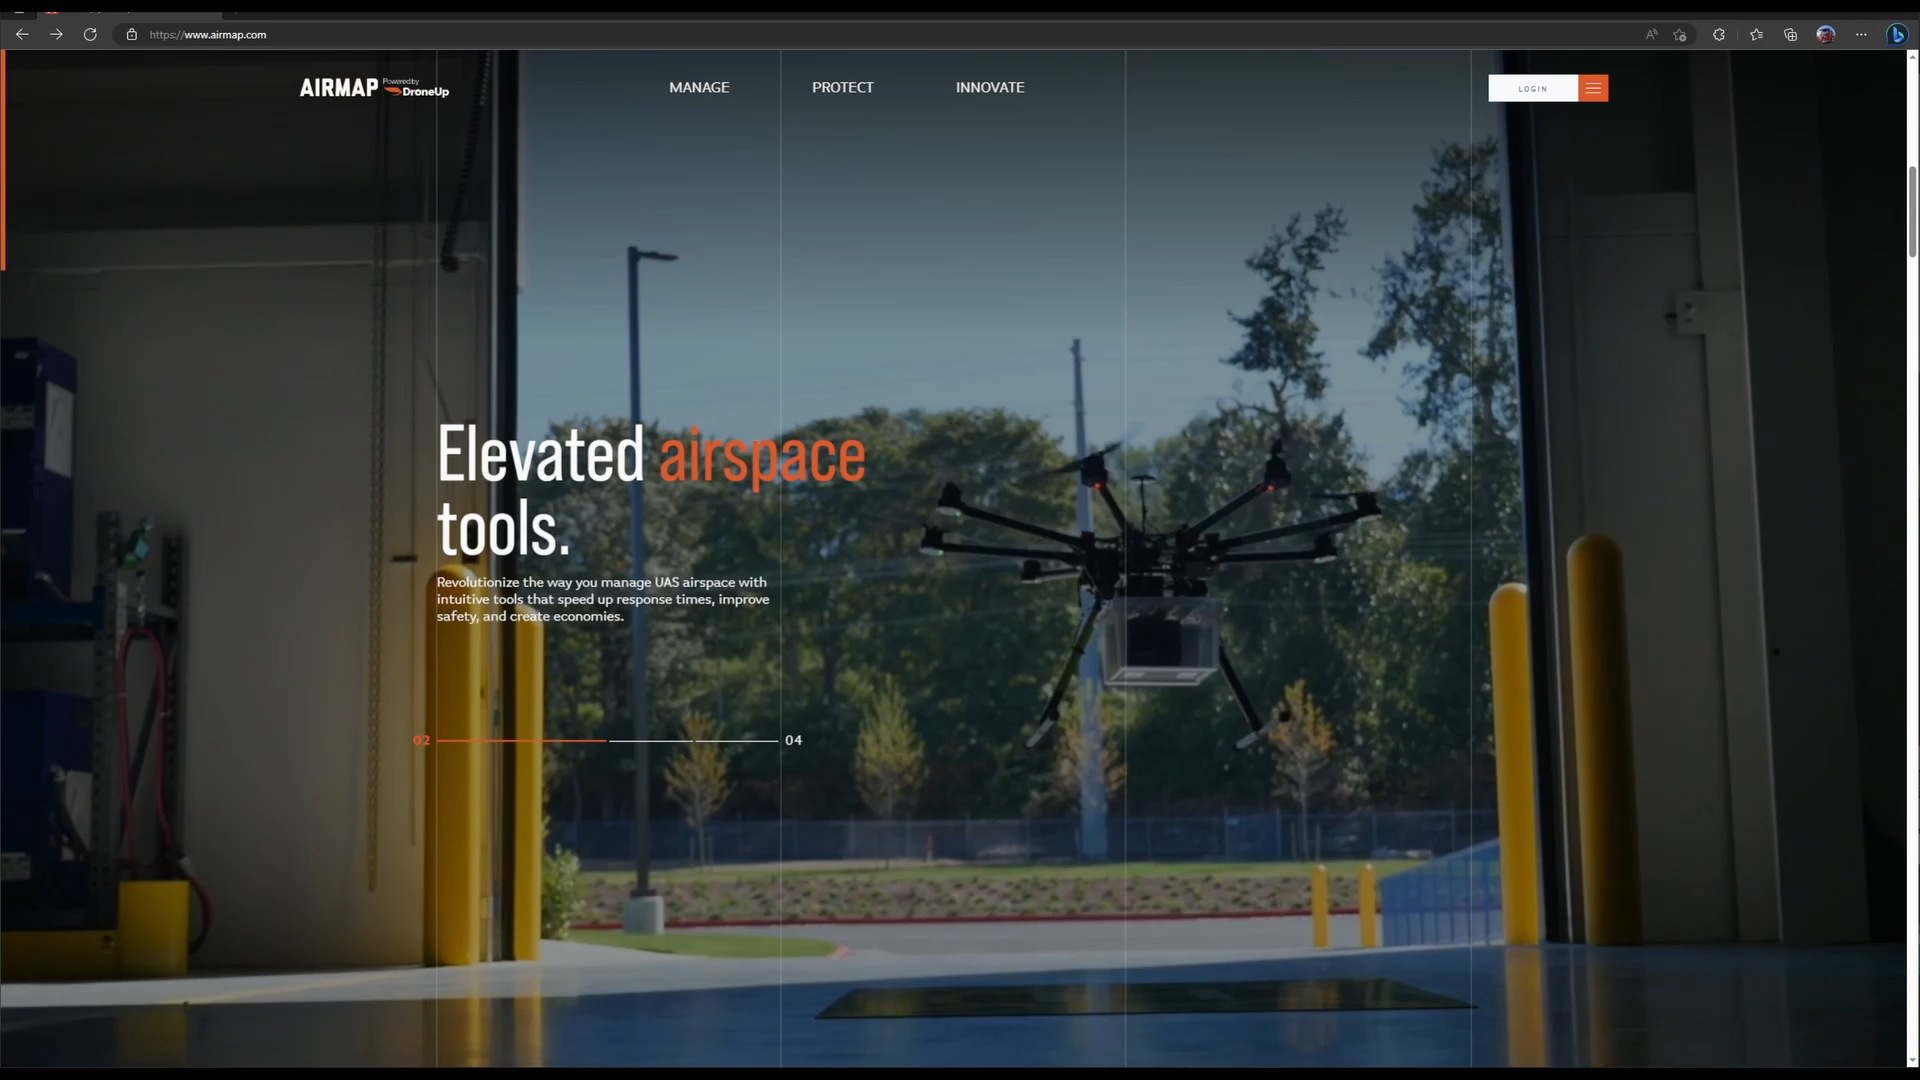 https://www.airmap.com
AIRMAP Powered by DroneUp
MANAGE
PROTECT
INNOVATE
LOGIN
Elevated airspace
tools.
Revolutionize the way you manage UAS airspace with
intuitive tools that speed up response times, improve
safety, and create economies.
02
04